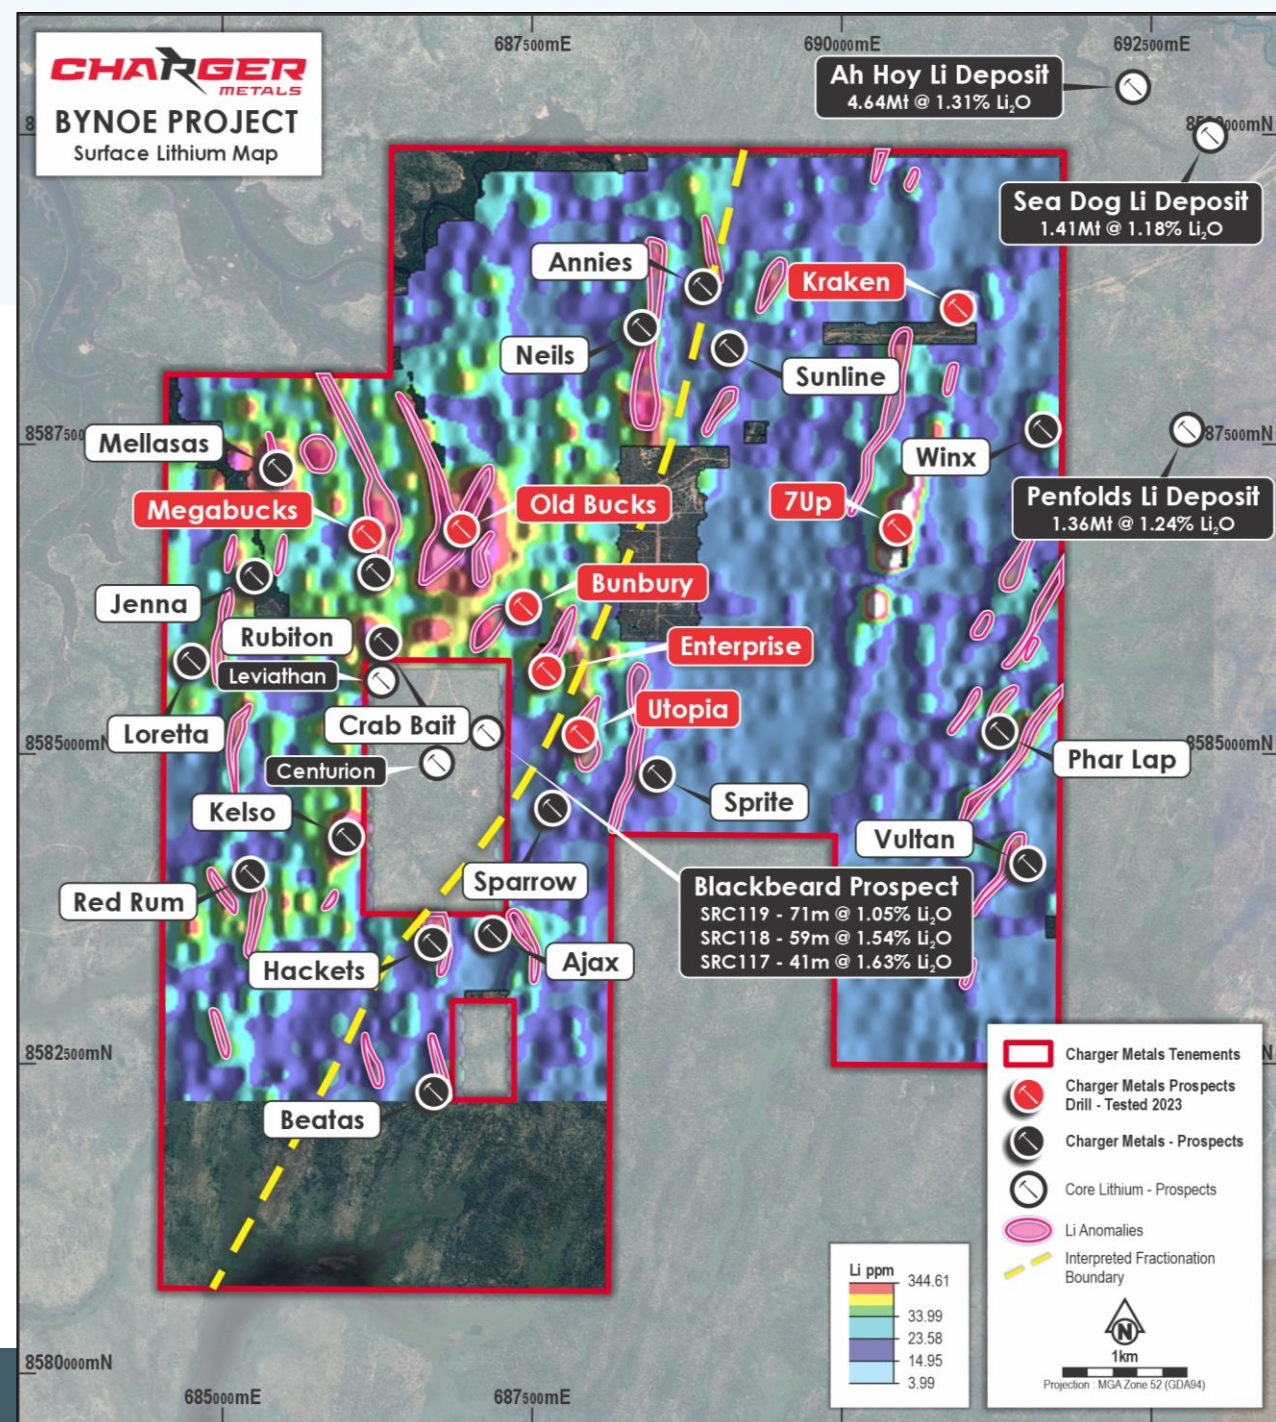 CHARGER
METALS
BYNOE PROJECT
Surface Lithium Map
687500mE
690000mE
692500mE
Ah Hoy Li Deposit
4.64Mt @ 1.31% Li₂O
000mN
Sea Dog Li Deposit
1.41Mt @ 1.18% Li₂O
Annies
Kraken
Neils
Sunline
8587500
Mellasas
Winx
87500mN
Megabucks
Old Bucks
7Up
Penfolds Li Deposit
1.36Mt @ 1.24% Li₂O
Bunbury
Jenna
Rubiton
Enterprise
Leviathan
Utopia
Loretta
Crab Bait
8585000mN
8585000mN
Phar Lap
Centurion
Sprite
Kelso
Vultan
Sparrow
Red Rum
Blackbeard Prospect
SRC119 - 71m @ 1.05% Li₂O
SRC118 - 59m @ 1.54% Li₂O
SRC117 - 41m @ 1.63% Li₂O
Hackets
Ajax
8582500mN
N
Beatas
Charger Metals Tenements
Charger Metals Prospects
Drill - Tested 2023
Charger Metals - Prospects
Core Lithium - Prospects
Li Anomalies
Interpreted Fractionation
Boundary
N
1km
Projection : MGA Zone 52 (GDA94)
Li ppm
344.61
33.99
23.58
14.95
3.99
8580000mN
685000mE
687500mE